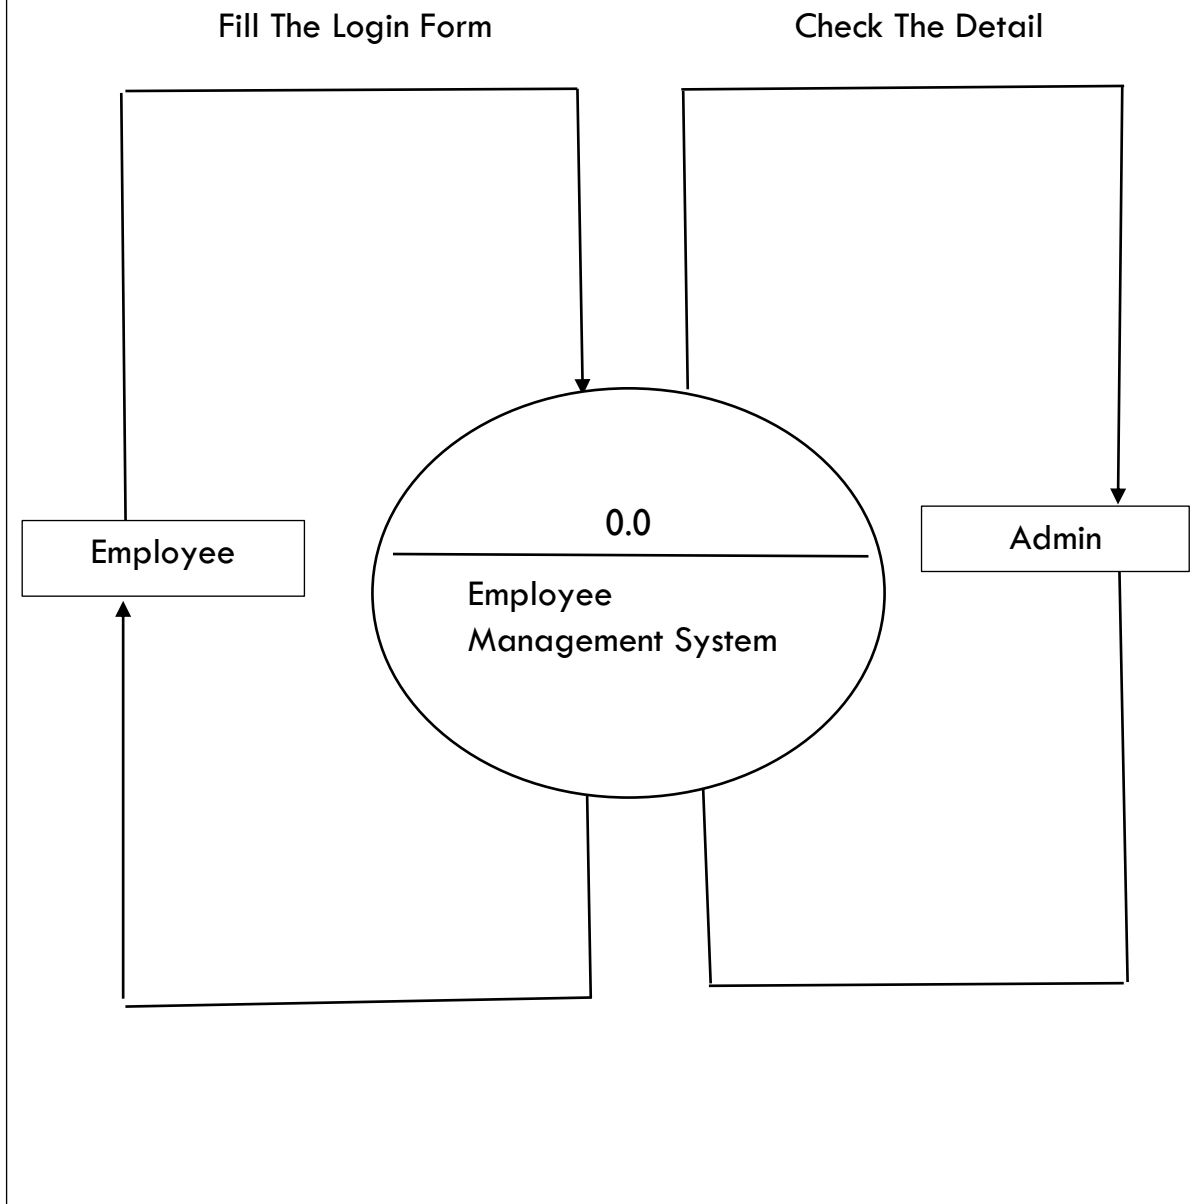 Fill The Login Form
Check The Detail
0.0
Employee
Admin
Employee
Management System